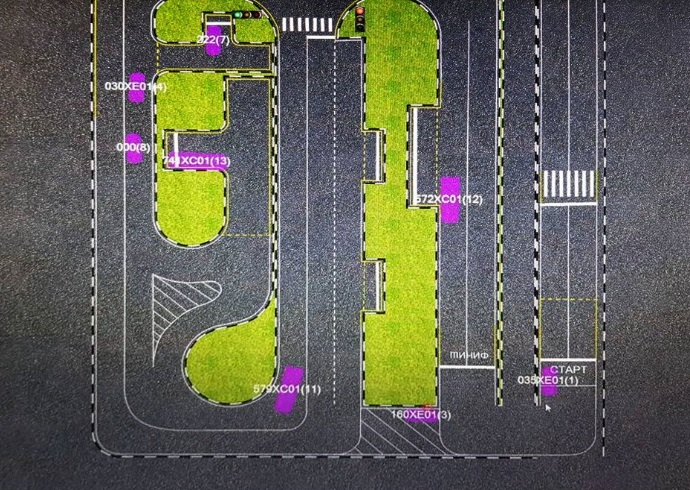 222(7)
030XE01(4)
000(8)
741XC01(13)
572XC01(12)
ФИНИШ
СТАРТ
035XE01(1)
579XC01(11)
160XE01(3)